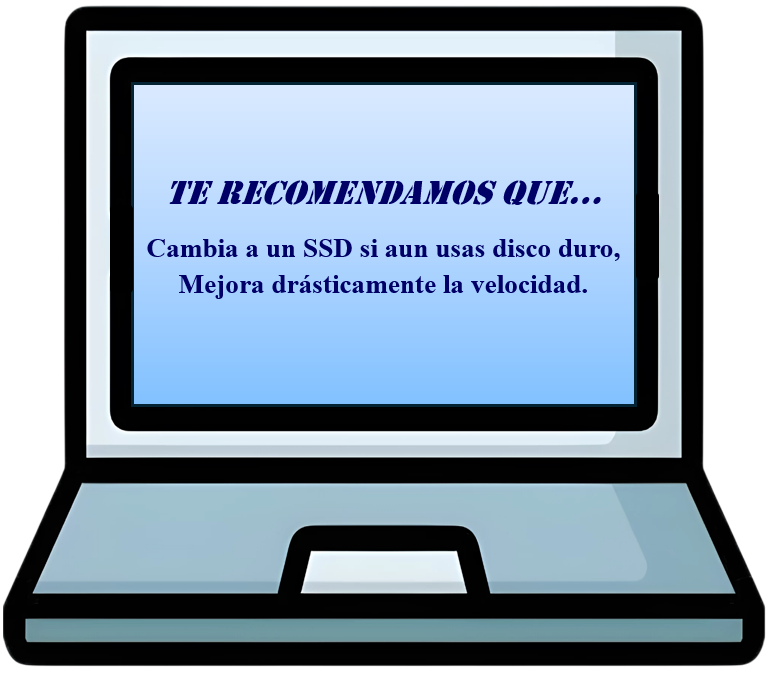 TE RECOMENDAMOS QUE...
Cambia a un SSD si aun usas disco duro,
Mejora drásticamente la velocidad.